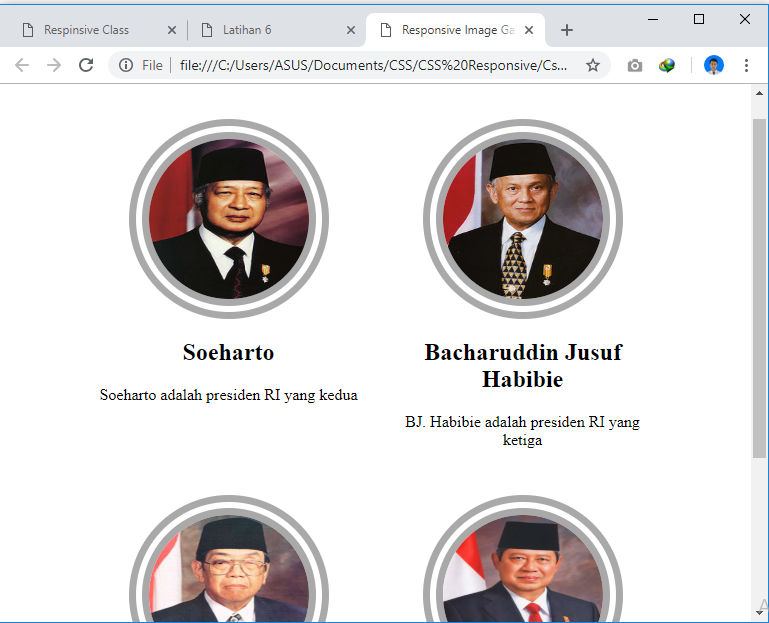 Respinsive Class
Latihan 6
Responsive Image Ga
File
file:///C:/Users/ASUS/Documents/CSS/CSS%20Responsive/Cs...
Soeharto
Soeharto adalah presiden RI yang kedua
Bacharuddin Jusuf
Habibie
BJ. Habibie adalah presiden RI yang
ketiga